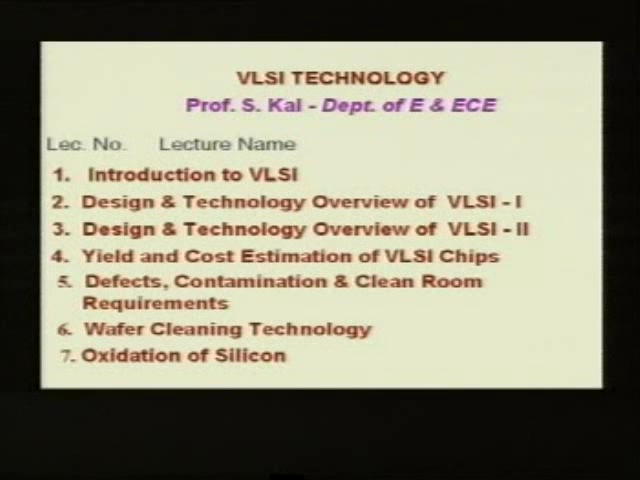 VLSI TECHNOLOGY
Prof. S. Kal - Dept. of E & ECE
Lec. No. Lecture Name
1. Introduction to VLSI
2. Design & Technology Overview of VLSI - I
3. Design & Technology Overview of VLSI - II
4. Yield and Cost Estimation of VLSI Chips
5. Defects, Contamination & Clean Room
Requirements
6. Wafer Cleaning Technology
7. Oxidation of Silicon